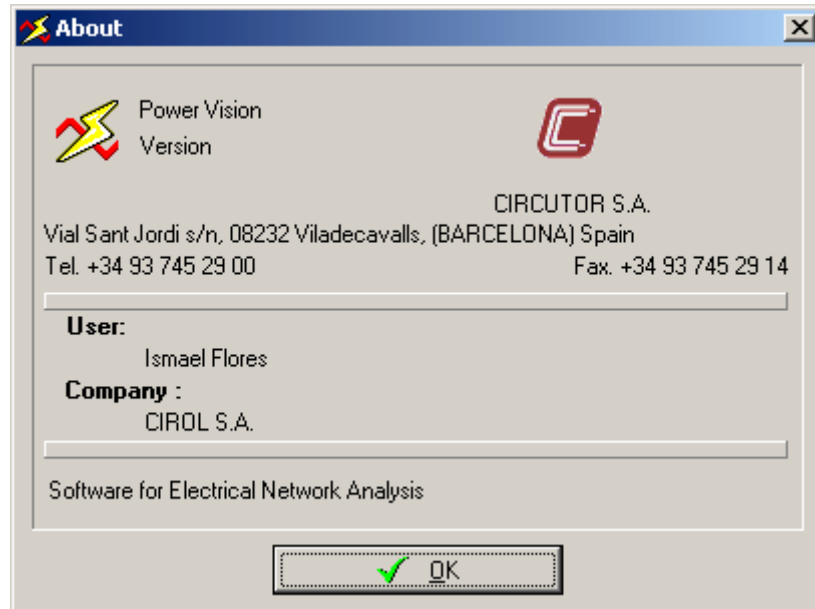 About
Power Vision
Version
CIRCUTOR S.A.
Vial Sant Jordi s/n, 08232 Viladecavalls, (BARCELONA) Spain
Tel. +34 93 745 29 00 Fax. +34 93 745 29 14
User:
Ismael Flores
Company :
CIROL S.A.
Software for Electrical Network Analysis
OK